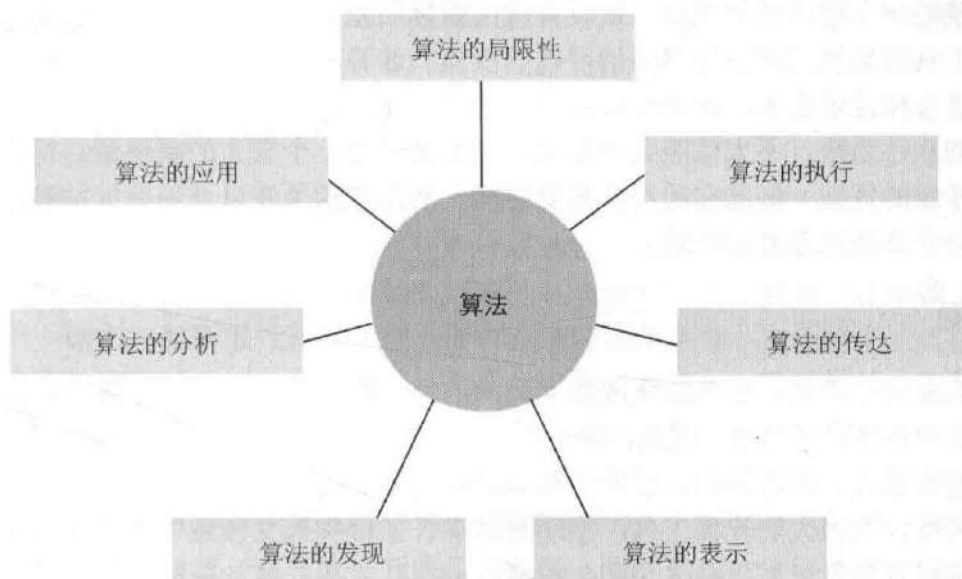 算法的局限性
算法的应用
算法的执行
算法
算法的分析
算法的传达
算法的发现
算法的表示